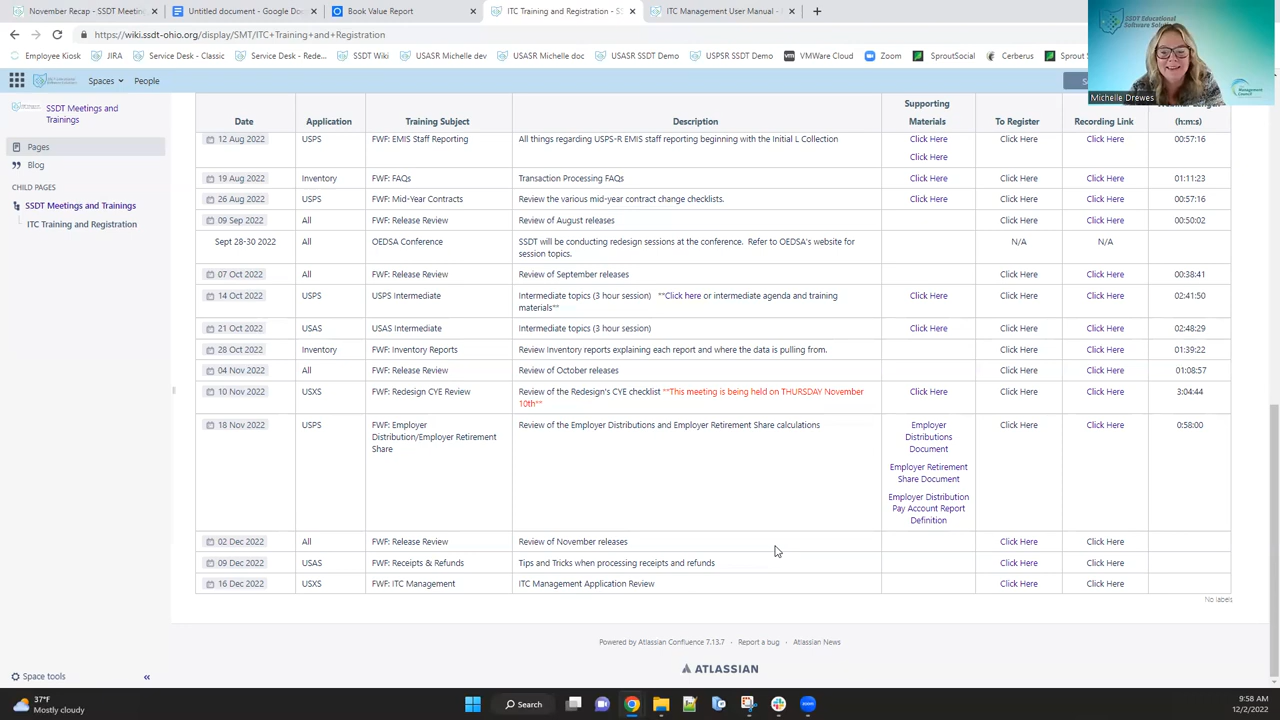 November Recap - SSDT Meetin
Untitled document - Google Do
Book Value Report
ITC Training and Registration - S
ITC Management User Manual -
https://wiki.ssdt-ohio.org/display/SMT/ITC+Training+and+Registration
Employee Kiosk
JIRA
Service Desk - Classic
Service Desk - Rede...
SSDT Wiki
USASR Michelle dev
USPSR Michelle doc
USASR SSDT Demo
USPSR SSDT Demo
VMWare Cloud
Zoom
SproutSocial
Cerberus
Sprout S
SSDT Educational
Software Solutions
Management
Council
Michelle Drewes
Spaces
People
SSDT Meetings and
Trainings
Pages
Blog
CHILD PAGES
SSDT Meetings and Trainings
ITC Training and Registration
Date Application Training Subject Description Supporting Materials To Register Recording Link (h:m:s)
12 Aug 2022 USPS FWF: EMIS Staff Reporting All things regarding USPS-R EMIS staff reporting beginning with the Initial L Collection Click Here Click Here Click Here 00:57:16
Click Here
19 Aug 2022 Inventory FWF: FAQs Transaction Processing FAQs Click Here Click Here Click Here 01:11:23
26 Aug 2022 USPS FWF: Mid-Year Contracts Review the various mid-year contract change checklists. Click Here Click Here Click Here 00:57:16
09 Sep 2022 All FWF: Release Review Review of August releases Click Here Click Here 00:50:02
Sept 28-30 2022 All OEDSA Conference SSDT will be conducting redesign sessions at the conference. Refer to OEDSA's website for N/A N/A
session topics.
07 Oct 2022 All FWF: Release Review Review of September releases Click Here Click Here 00:38:41
14 Oct 2022 USPS USPS Intermediate Intermediate topics (3 hour session) **Click here or intermediate agenda and training Click Here Click Here Click Here 02:41:50
materials**
21 Oct 2022 USAS USAS Intermediate Intermediate topics (3 hour session) Click Here Click Here Click Here 02:48:29
28 Oct 2022 Inventory FWF: Inventory Reports Review Inventory reports explaining each report and where the data is pulling from. Click Here Click Here 01:39:22
04 Nov 2022 All FWF: Release Review Review of October releases Click Here Click Here 01:08:57
10 Nov 2022 USXS FWF: Redesign CYE Review Review of the Redesign's CYE checklist **This meeting is being held on THURSDAY November Click Here Click Here Click Here 3:04:44
10th**
18 Nov 2022 USPS FWF: Employer Review of the Employer Distributions and Employer Retirement Share calculations Employer Click Here Click Here 0:58:00
Distribution/Employer Retirement Distributions
Share Document
Employer Retirement
Share Document
Employer Distribution
Pay Account Report
Definition
02 Dec 2022 All FWF: Release Review Review of November releases Click Here Click Here
09 Dec 2022 USAS FWF: Receipts & Refunds Tips and Tricks when processing receipts and refunds Click Here Click Here
16 Dec 2022 USXS FWF: ITC Management ITC Management Application Review Click Here Click Here
No labels
Powered by Atlassian Confluence 7.13.7 · Report a bug · Atlassian News
ATLASSIAN
Space tools
37°F
Mostly cloudy
Search
9:58 AM
12/2/2022